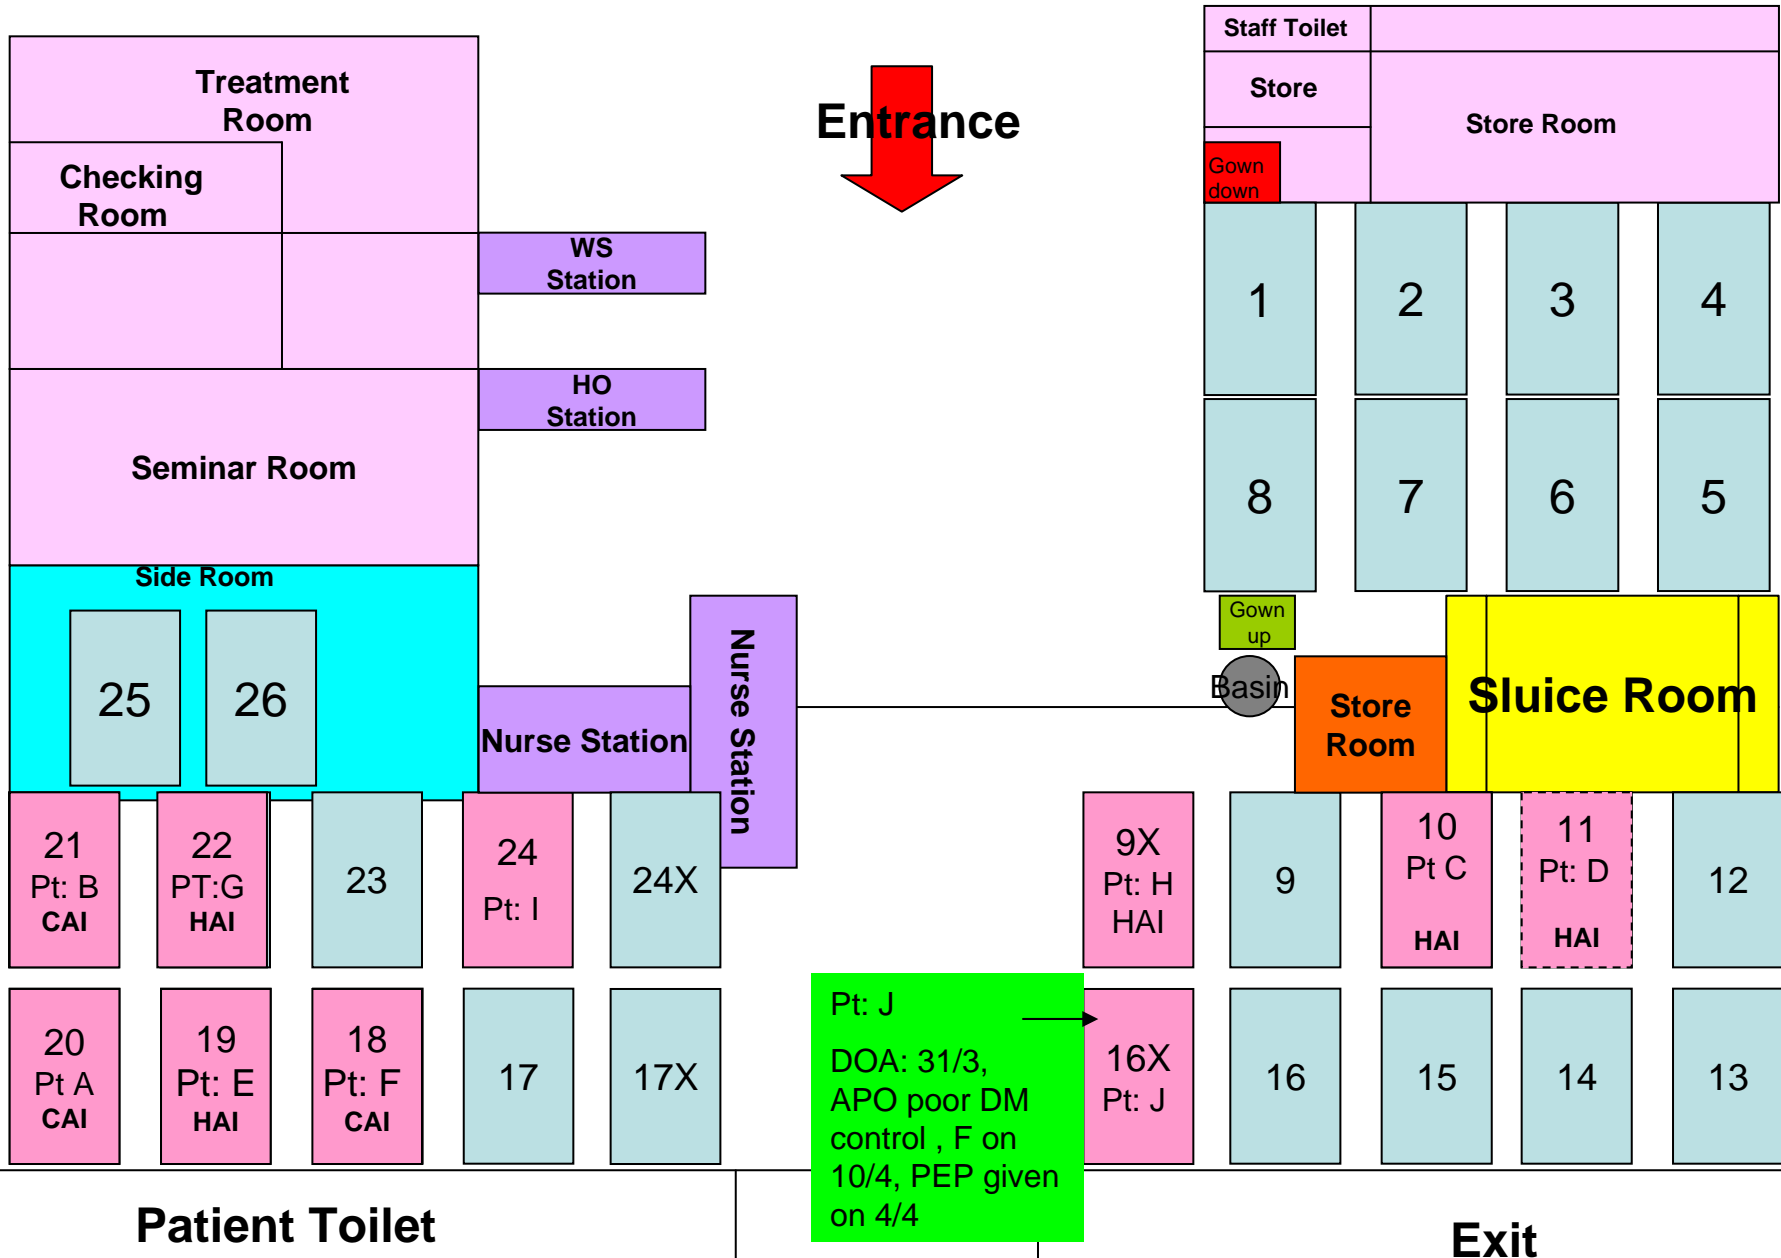 Staff Toilet
Treatment
Room
Store
Entrance
Store Room
Checking
Room
Gown
down
WS
Station
1
2
3
4
HO
Station
Seminar Room
8
7
6
5
Side Room
Gown
up
25
26
Nurse Station
Nurse Station
Basin
Store
Room
Sluice Room
21
Pt: B
CAI
22
PT:G
HAI
23
24
Pt: I
24X
9X
Pt: H
HAI
9
10
Pt C
HAI
11
Pt: D
HAI
12
20
Pt A
CAI
19
Pt: E
HAI
18
Pt: F
CAI
17
17X
Pt: J
DOA: 31/3,
APO poor DM
control , F on
10/4, PEP given
on 4/4
16X
Pt: J
16
15
14
13
Patient Toilet
Exit